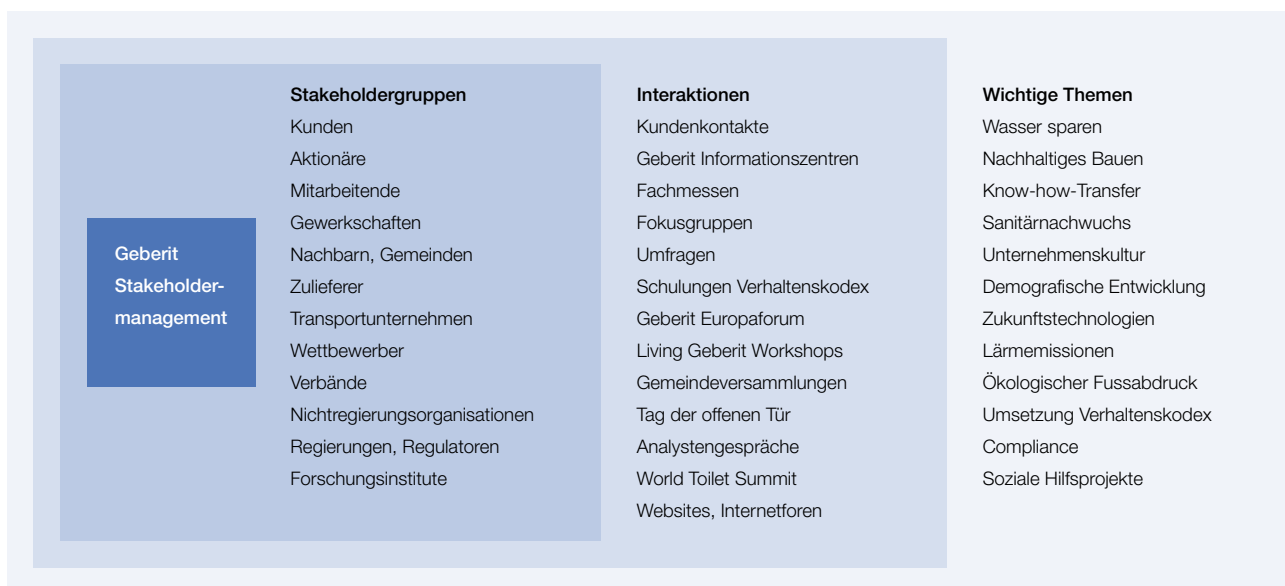 Geberit
Stakeholder-
management
Stakeholdergruppen
Kunden
Aktionäre
Mitarbeitende
Gewerkschaften
Nachbarn, Gemeinden
Zulieferer
Transportunternehmen
Wettbewerber
Verbände
Nichtregierungsorganisationen
Regierungen, Regulatoren
Forschungsinstitute
Interaktionen
Kundenkontakte
Geberit Informationszentren
Fachmessen
Fokusgruppen
Umfragen
Schulungen Verhaltenskodex
Geberit Europaforum
Living Geberit Workshops
Gemeindeversammlungen
Tag der offenen Tür
Analystengespräche
World Toilet Summit
Websites, Internetforen
Wichtige Themen
Wasser sparen
Nachhaltiges Bauen
Know-how-Transfer
Sanitärnachwuchs
Unternehmenskultur
Demografische Entwicklung
Zukunftstechnologien
Lärmemissionen
Ökologischer Fussabdruck
Umsetzung Verhaltenskodex
Compliance
Soziale Hilfsprojekte